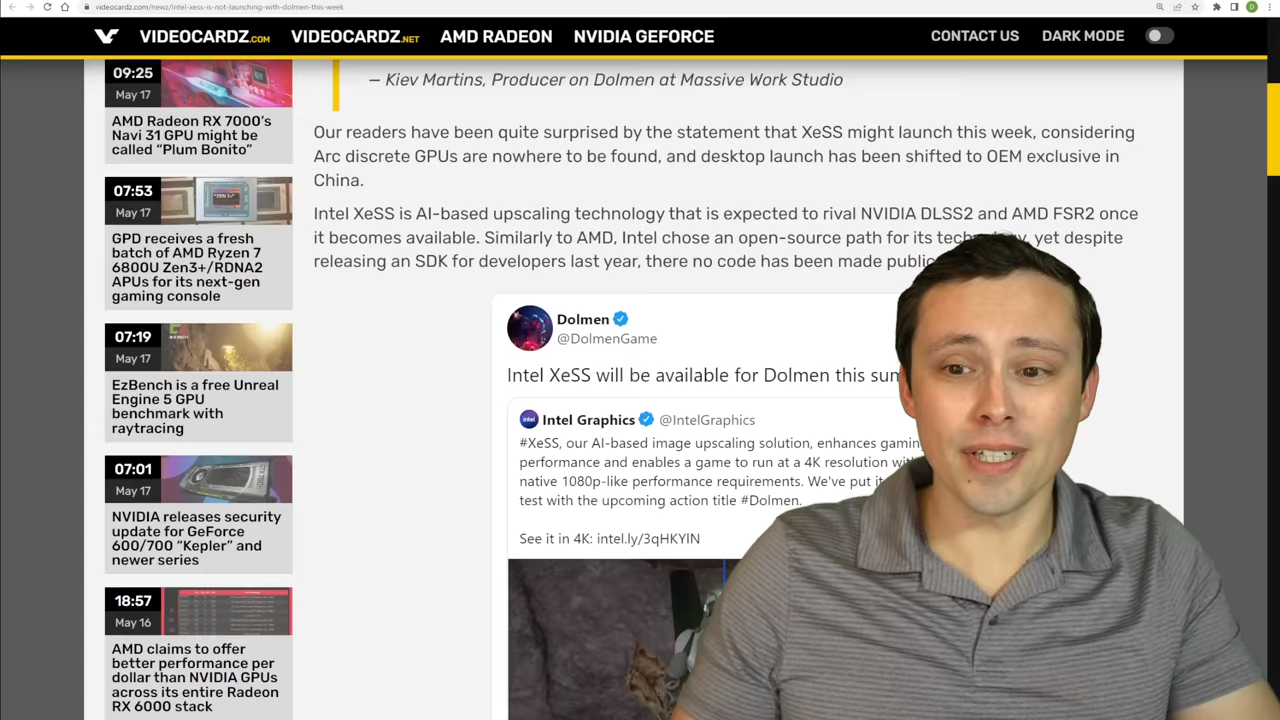 videocardz.com/newz/intel-xess-is-not-launching-with-dolmen-this-week
VIDEOCARDZ.COM
VIDEOCARDZ.NET
AMD RADEON
NVIDIA GEFORCE
CONTACT US
DARK MODE
09:25
May 17
AMD Radeon RX 7000's
Navi 31 GPU might be
called “Plum Bonito”
07:53
May 17
GPD receives a fresh
batch of AMD Ryzen 7
6800U Zen3+/RDNA2
APUs for its next-gen
gaming console
07:19
May 17
EzBench is a free Unreal
Engine 5 GPU
benchmark with
raytracing
07:01
May 17
NVIDIA releases security
update for GeForce
600/700 “Kepler” and
newer series
18:57
May 16
AMD claims to offer
better performance per
dollar than NVIDIA GPUs
across its entire Radeon
RX 6000 stack
— Kiev Martins, Producer on Dolmen at Massive Work Studio
Our readers have been quite surprised by the statement that XeSS might launch this week, considering
Arc discrete GPUs are nowhere to be found, and desktop launch has been shifted to OEM exclusive in
China.
Intel XeSS is AI-based upscaling technology that is expected to rival NVIDIA DLSS2 and AMD FSR2 once
it becomes available. Similarly to AMD, Intel chose an open-source path for its technology, yet despite
releasing an SDK for developers last year, there no code has been made public
Dolmen
@DolmenGame
Intel XeSS will be available for Dolmen this sum
Intel Graphics @IntelGraphics
#XeSS, our AI-based image upscaling solution, enhances gaming
performance and enables a game to run at a 4K resolution with
native 1080p-like performance requirements. We've put it
test with the upcoming action title #Dolmen.
See it in 4K: intel.ly/3qHKYlN